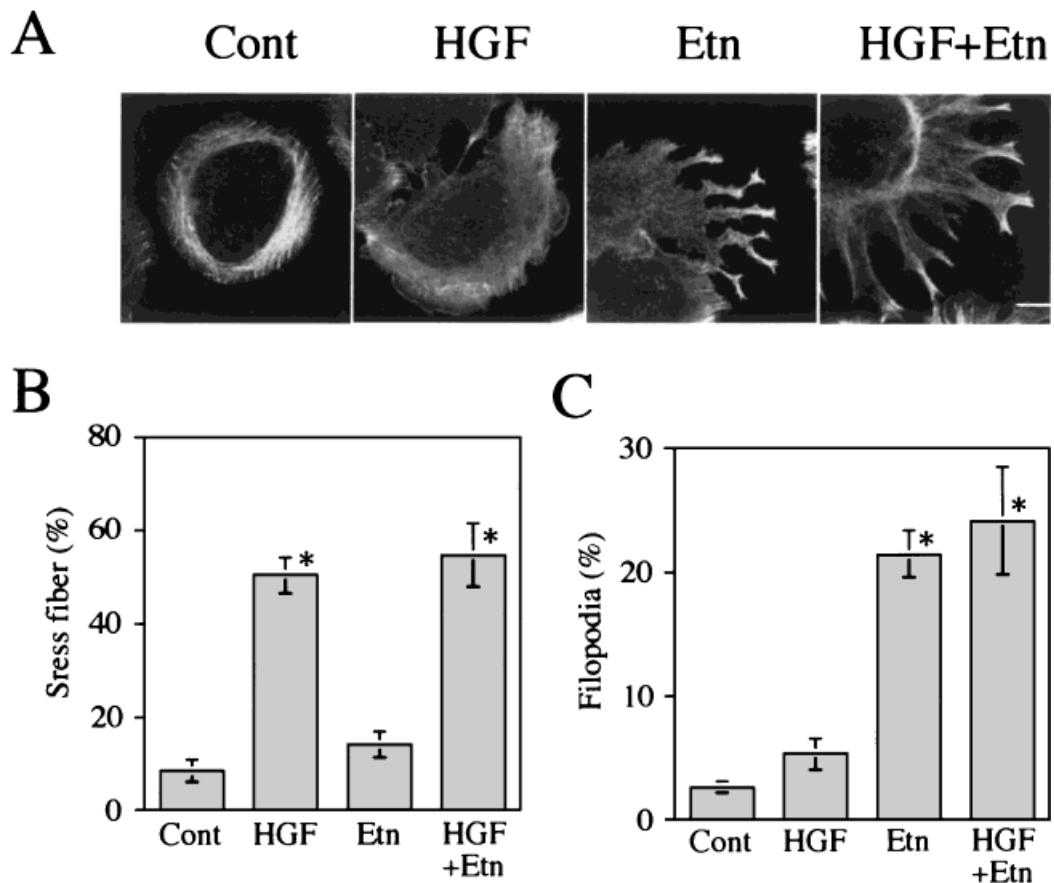 A
Cont HGF Etn HGF+Etn
B
Sress fiber (%)
80
60
40
20
0
*
*
Cont HGF Etn HGF
+Etn
C
Filopodia (%)
30
20
10
0
*
*
Cont HGF Etn HGF
+Etn